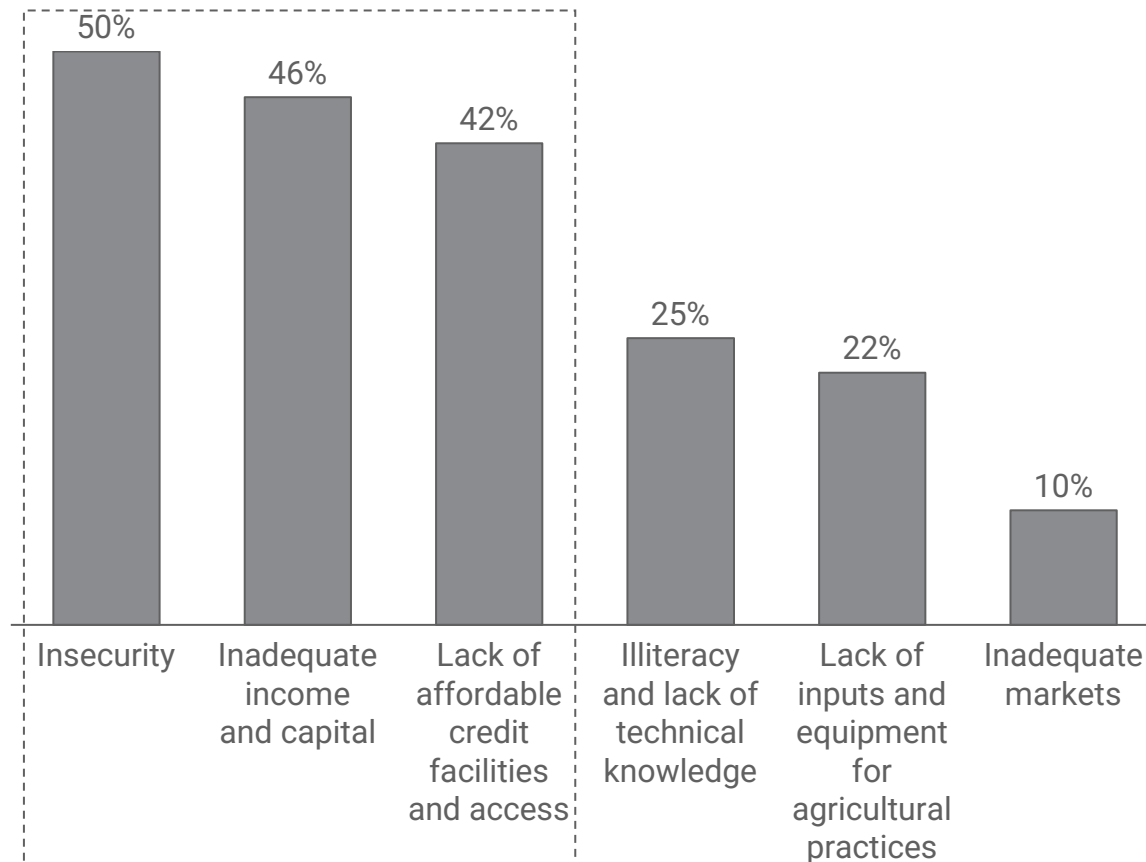 50%
46%
42%
25%
22%
10%
Insecurity
Inadequate
income
and capital
Lack of
affordable
credit
facilities
and access
Illiteracy
and lack of
technical
knowledge
Lack of
inputs and
equipment
for
agricultural
practices
Inadequate
markets